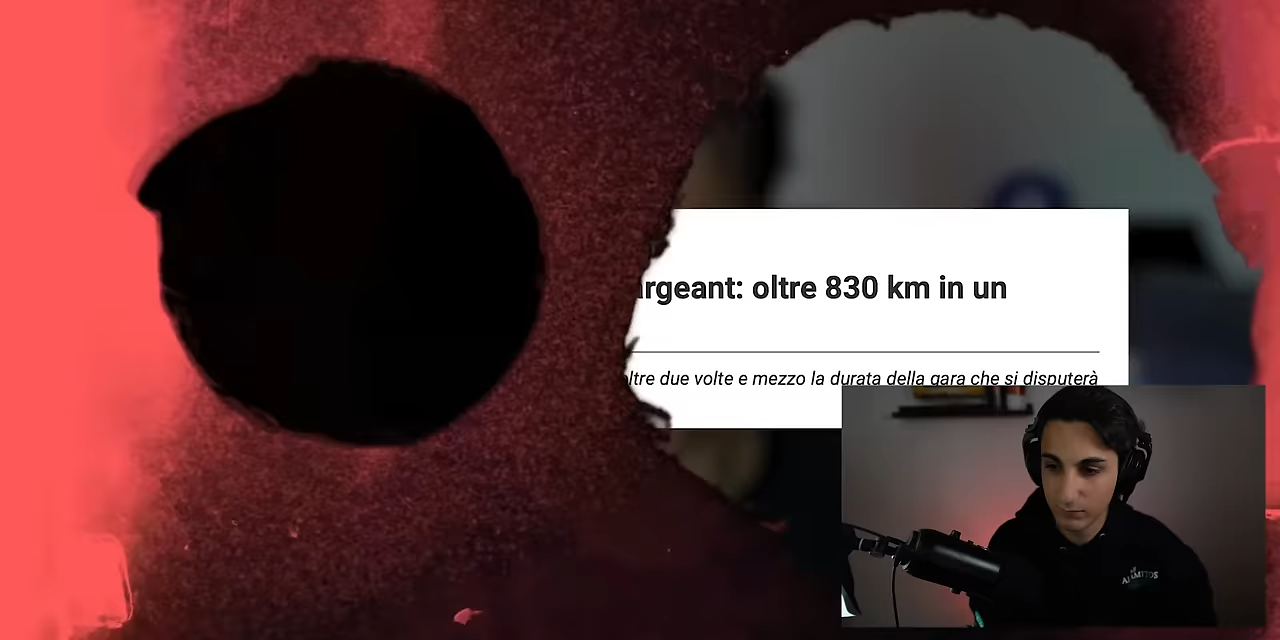 argeant: oltre 830 km in un
oltre due volte e mezzo la durata della gara che si disputerà